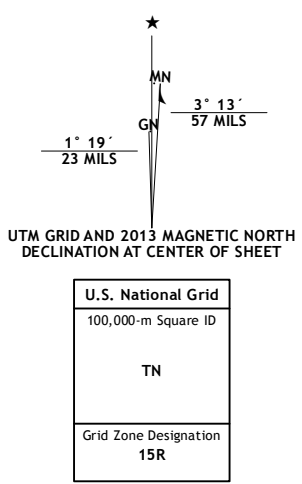 ★
MN
3° 13´
57 MILS
GN
1° 19´
23 MILS
UTM GRID AND 2013 MAGNETIC NORTH
DECLINATION AT CENTER OF SHEET
U.S. National Grid
100,000-m Square ID
TN
Grid Zone Designation
15R